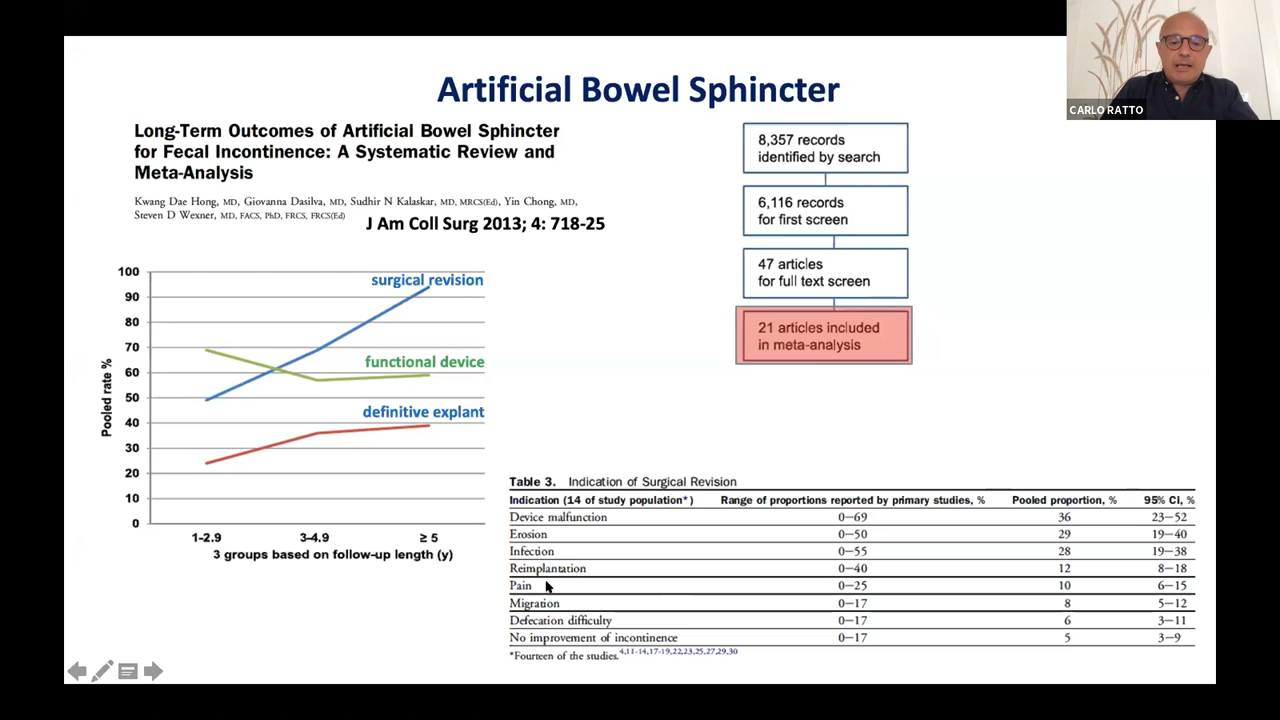 Artificial Bowel Sphincter
CARLO RATTO
Long-Term Outcomes of Artificial Bowel Sphincter
for Fecal Incontinence: A Systematic Review and
Meta-Analysis
Kwang Dae Hong, MD, Giovanna Dasilva, MD, Sudhir N Kalaskar, MD, MRCS(Ed), Yin Chong, MD,
Steven D Wexner, MD, FACS, PhD, FRCS, FRCS(Ed)
J Am Coll Surg 2013; 4: 718-25
8,357 records
identified by search
6,116 records
for first screen
47 articles
for full text screen
21 articles included
in meta-analysis
Pooled rate %
100
90
80
70
60
50
40
30
20
10
0
surgical revision
functional device
definitive explant
1-2.9 3-4.9 ≥ 5
3 groups based on follow-up length (y)
Table 3. Indication of Surgical Revision
Indication (14 of study population*) Range of proportions reported by primary studies, % Pooled proportion, % 95% CI, %
Device malfunction 0–69 36 23–52
Erosion 0–50 29 19–40
Infection 0–55 28 19–38
Reimplantation 0–40 12 8–18
Pain 0–25 10 6–15
Migration 0–17 8 5–12
Defecation difficulty 0–17 6 3–11
No improvement of incontinence 0–17 5 3–9
*Fourteen of the studies.4,11-14,17-19,22,23,25,27,29,30